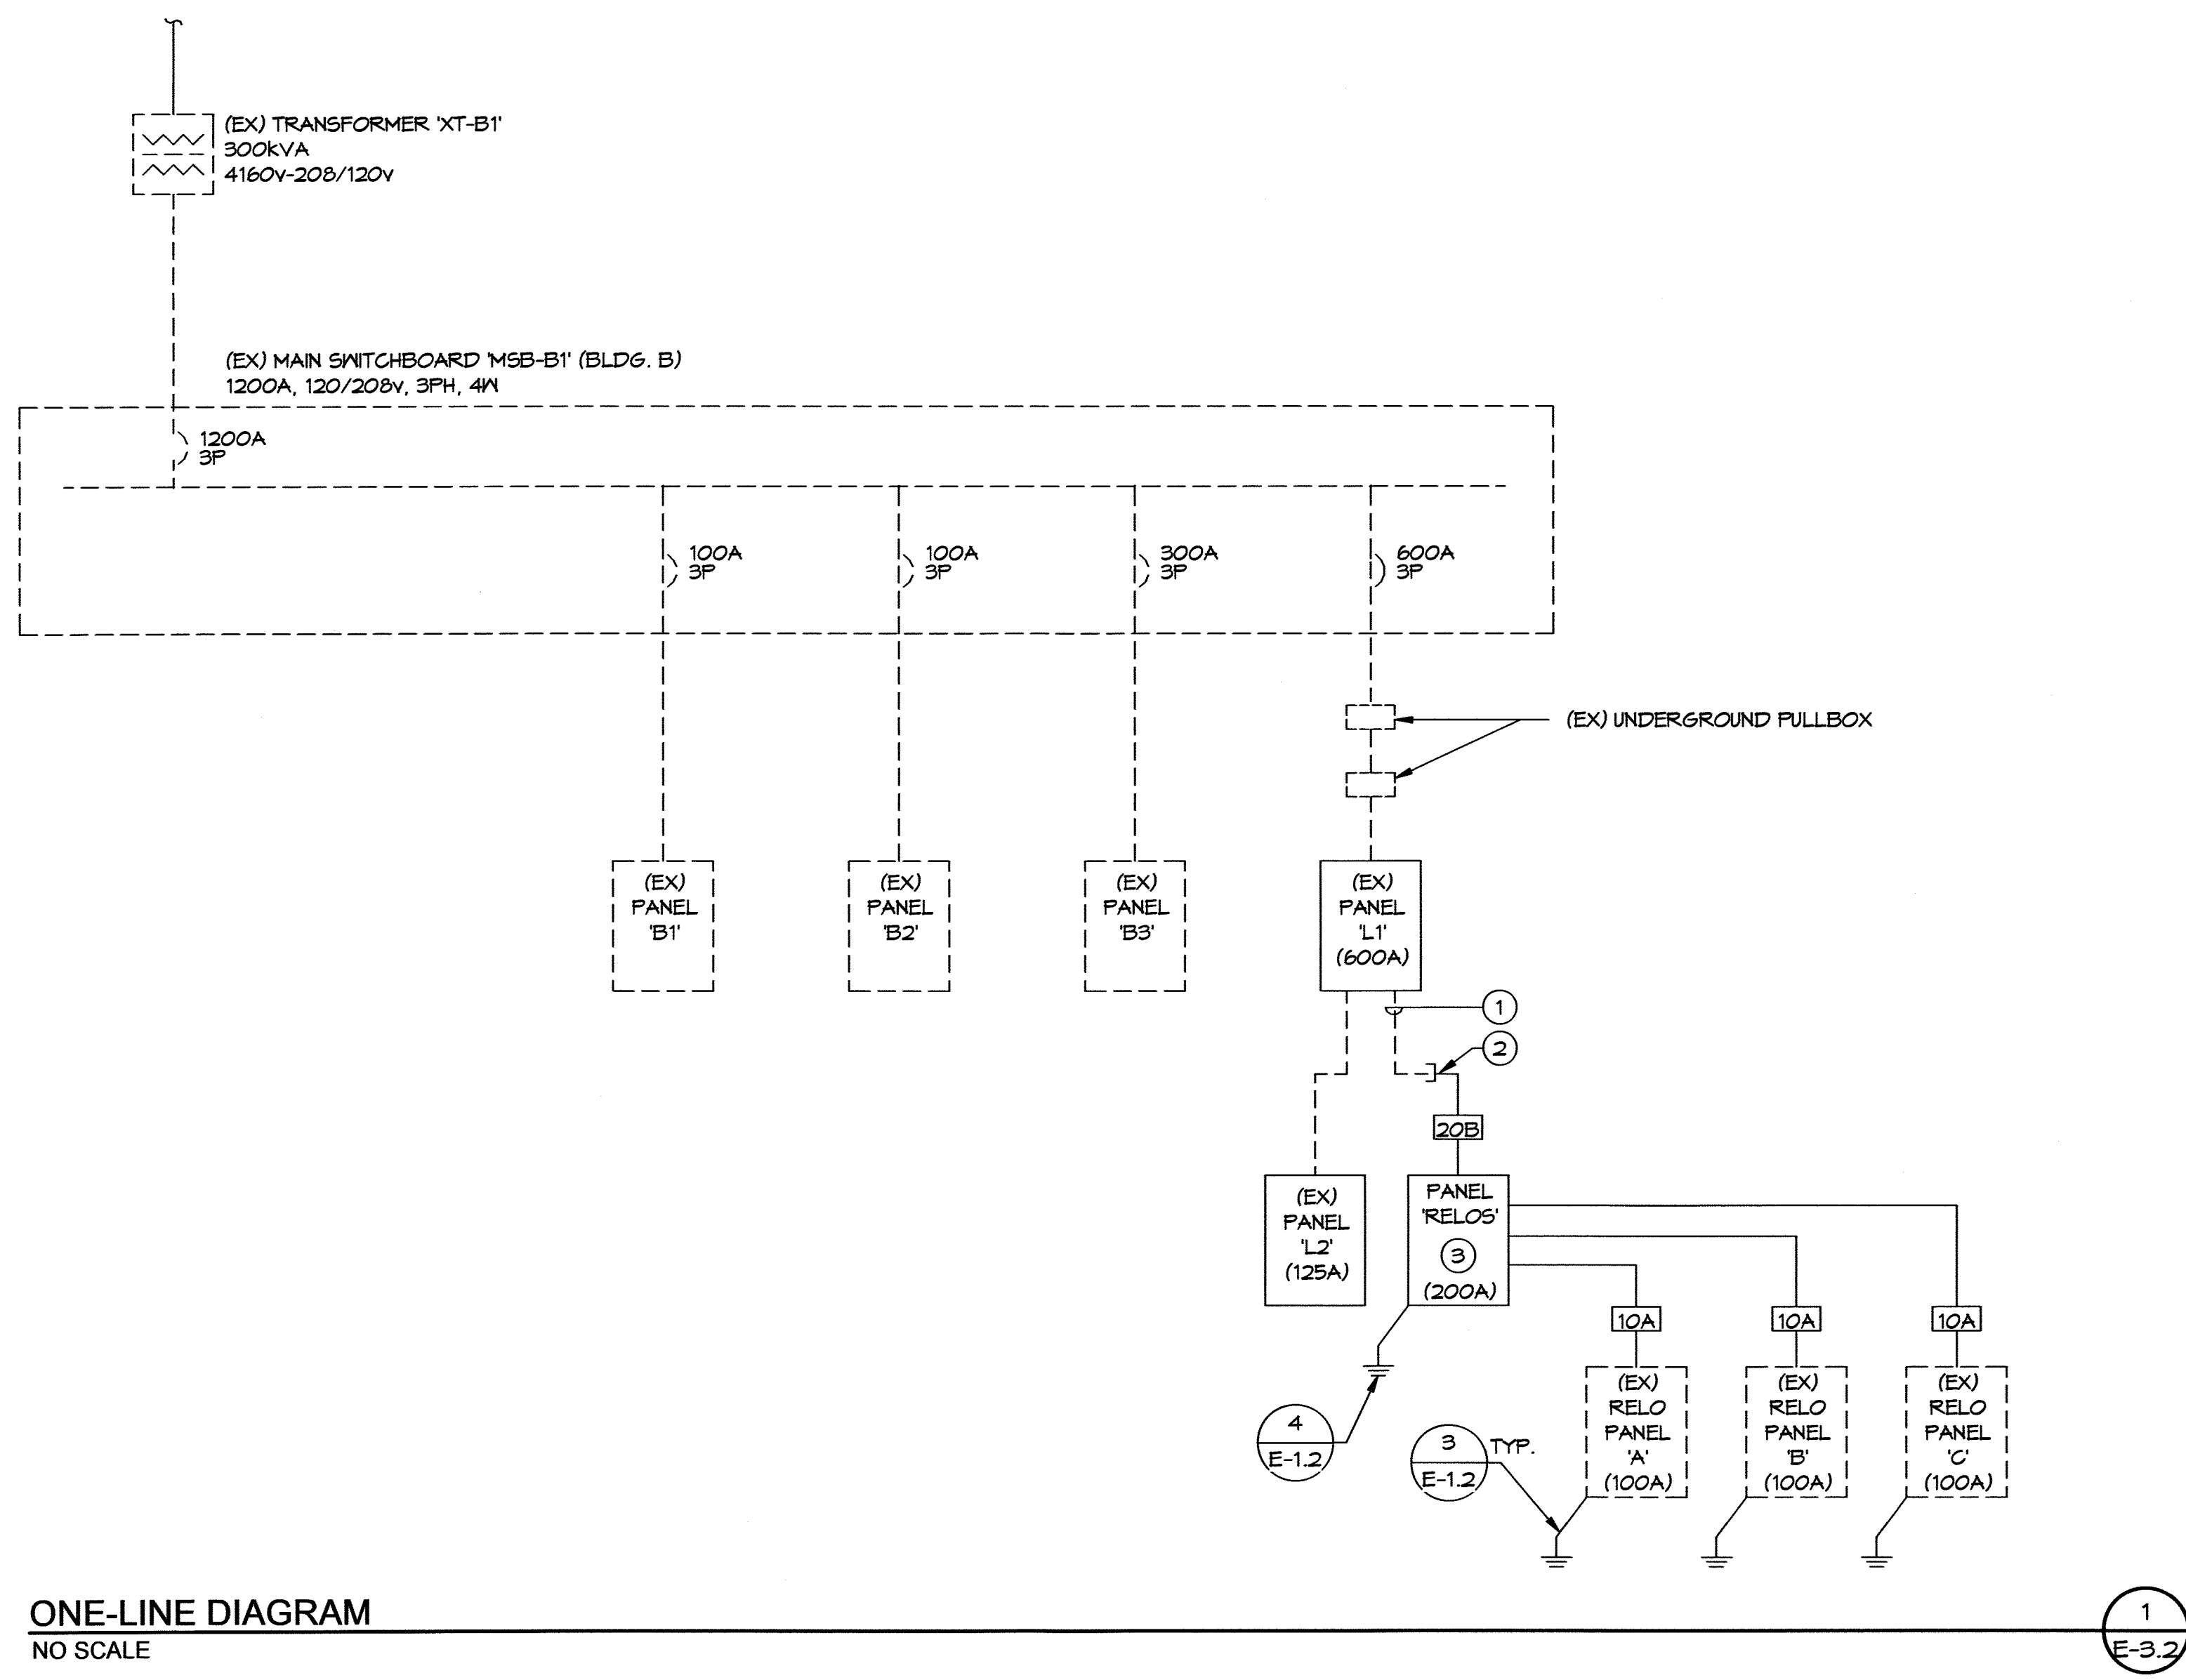 (EX) TRANSFORMER 'XT-B1'
300kVA
4160v-208/120v
(EX) MAIN SWITCHBOARD 'MSB-B1' (BLDG. B)
1200A, 120/208v, 3PH, 4W
1200A
3P
100A
3P
100A
3P
300A
3P
600A
3P
(EX) UNDERGROUND PULLBOX
(EX)
PANEL
'B1'
(EX)
PANEL
'B2'
(EX)
PANEL
'B3'
(EX)
PANEL
'L1'
(600A)
1
2
20B
(EX)
PANEL
'L2'
(125A)
PANEL
'RELOS'
3
(200A)
10A
10A
10A
(EX)
RELO
PANEL
'A'
(100A)
(EX)
RELO
PANEL
'B'
(100A)
(EX)
RELO
PANEL
'C'
(100A)
4
E-1.2
3
E-1.2
TYP.
ONE-LINE DIAGRAM
NO SCALE
1
E-3.2